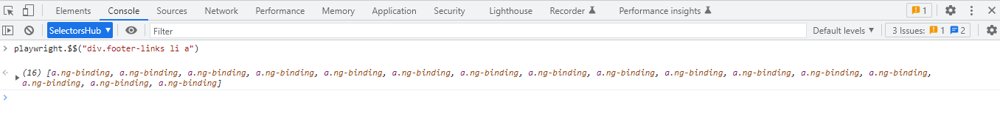 Elements Console Sources Network Performance Memory Application Security Lighthouse Recorder Performance insights 1
SelectorsHub Filter Default levels 3 Issues: 1 2
playwright.$$("div.footer-links li a")
(16) [a.ng-binding, a.ng-binding, a.ng-binding, a.ng-binding, a.ng-binding, a.ng-binding, a.ng-binding, a.ng-binding, a.ng-binding, a.ng-binding, a.ng-binding, a.ng-binding, a.ng-binding,
a.ng-binding, a.ng-binding, a.ng-binding]